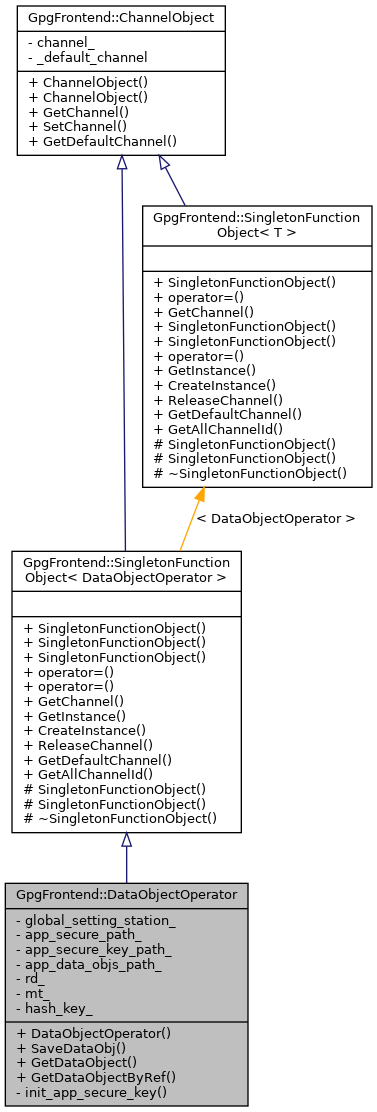 GpgFrontend::ChannelObject
- channel_
- _default_channel
+ ChannelObject()
+ ChannelObject()
+ GetChannel()
+ SetChannel()
+ GetDefaultChannel()
GpgFrontend::SingletonFunction
Object< T >
+ SingletonFunctionObject()
+ operator=()
+ GetChannel()
+ SingletonFunctionObject()
+ SingletonFunctionObject()
+ operator=()
+ GetInstance()
+ CreateInstance()
+ ReleaseChannel()
+ GetDefaultChannel()
+ GetAllChannelId()
# SingletonFunctionObject()
# SingletonFunctionObject()
# ~SingletonFunctionObject()
< DataObjectOperator >
GpgFrontend::SingletonFunction
Object< DataObjectOperator >
+ SingletonFunctionObject()
+ SingletonFunctionObject()
+ SingletonFunctionObject()
+ operator=()
+ operator=()
+ GetChannel()
+ GetInstance()
+ CreateInstance()
+ ReleaseChannel()
+ GetDefaultChannel()
+ GetAllChannelId()
# SingletonFunctionObject()
# SingletonFunctionObject()
# ~SingletonFunctionObject()
GpgFrontend::DataObjectOperator
- global_setting_station_
- app_secure_path_
- app_secure_key_path_
- app_data_objs_path_
- rd_
- mt_
- hash_key_
+ DataObjectOperator()
+ SaveDataObj()
+ GetDataObject()
+ GetDataObjectByRef()
- init_app_secure_key()